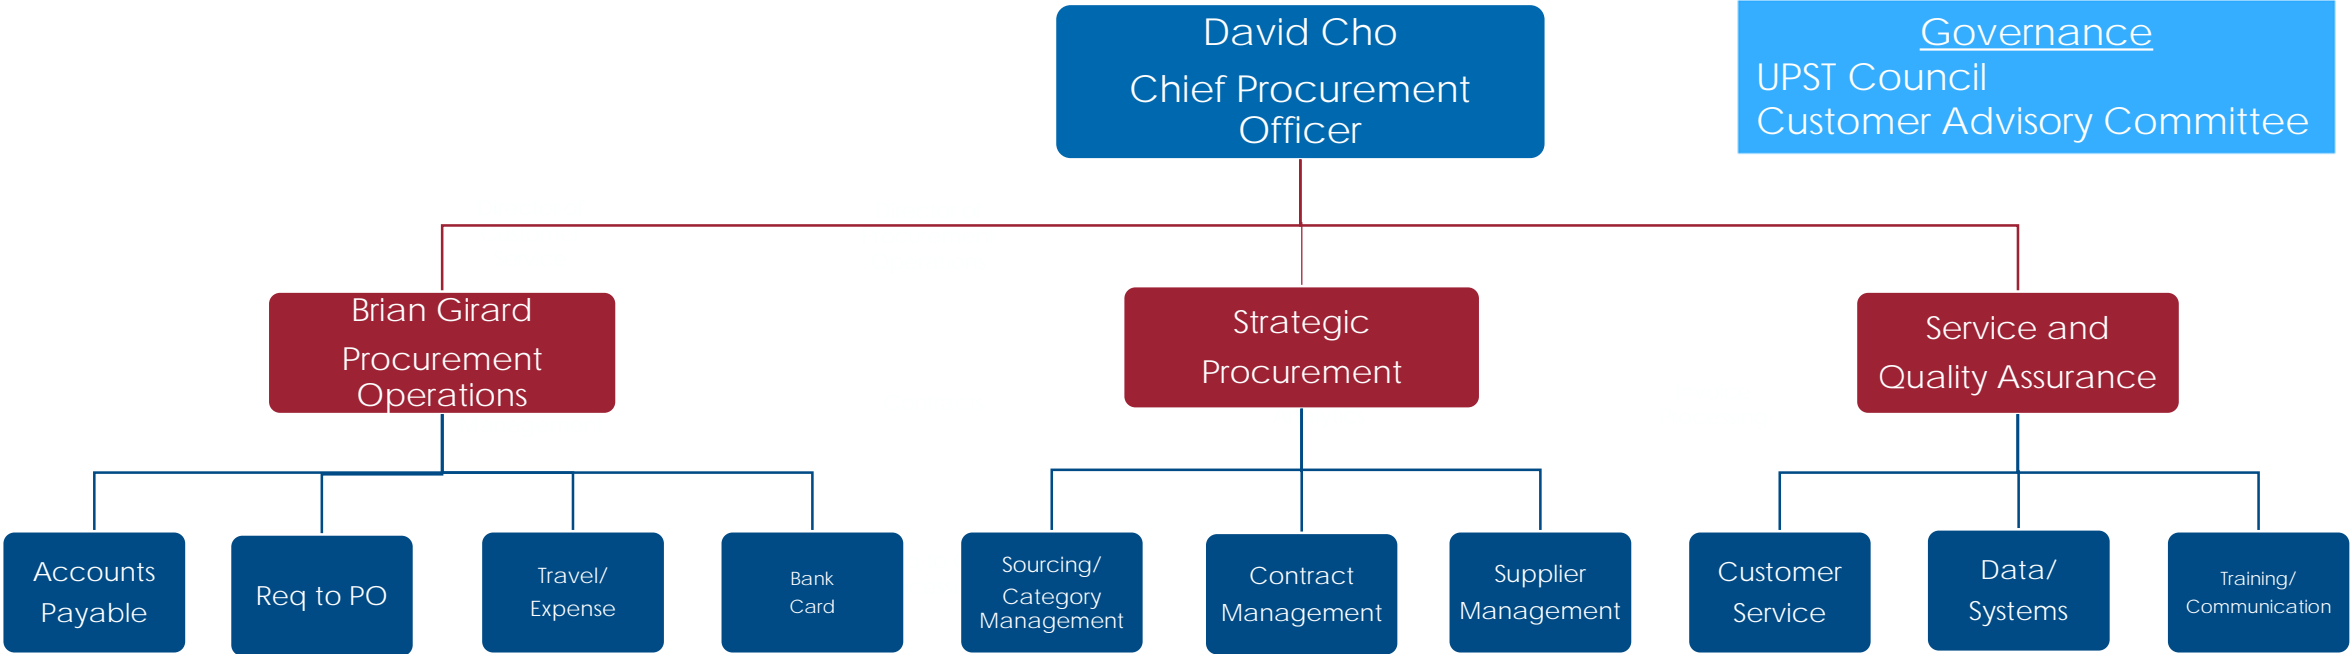 David Cho
Chief Procurement
Officer
Governance
UPST Council
Customer Advisory Committee
Brian Girard
Procurement
Operations
Strategic
Procurement
Service and
Quality Assurance
Accounts
Payable
Req to PO
Travel/
Expense
Bank
Card
Sourcing/
Category
Management
Contract
Management
Supplier
Management
Customer
Service
Data/
Systems
Training/
Communication